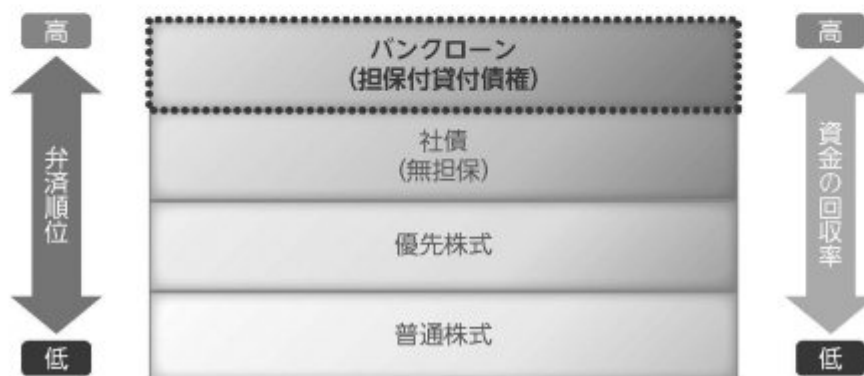 高
弁済順位
低
バンクローン
(担保付貸付債権)
社債
(無担保)
優先株式
普通株式
高
資金の回収率
低